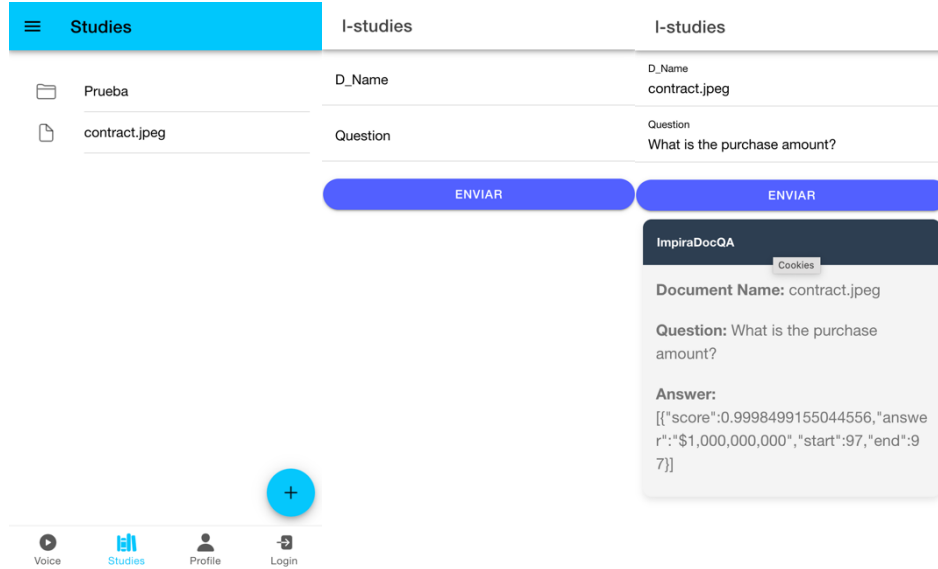 Studies
Prueba
contract.jpeg
Voice
Studies
Profile
Login
I-studies
D_Name
Question
ENVIAR
I-studies
D_Name
contract.jpeg
Question
What is the purchase amount?
ENVIAR
ImpiraDocQA
Cookies
Document Name: contract.jpeg
Question: What is the purchase
amount?
Answer:
[{"score":0.9998499155044556,"answe
r":"$1,000,000,000","start":97,"end":9
7}]